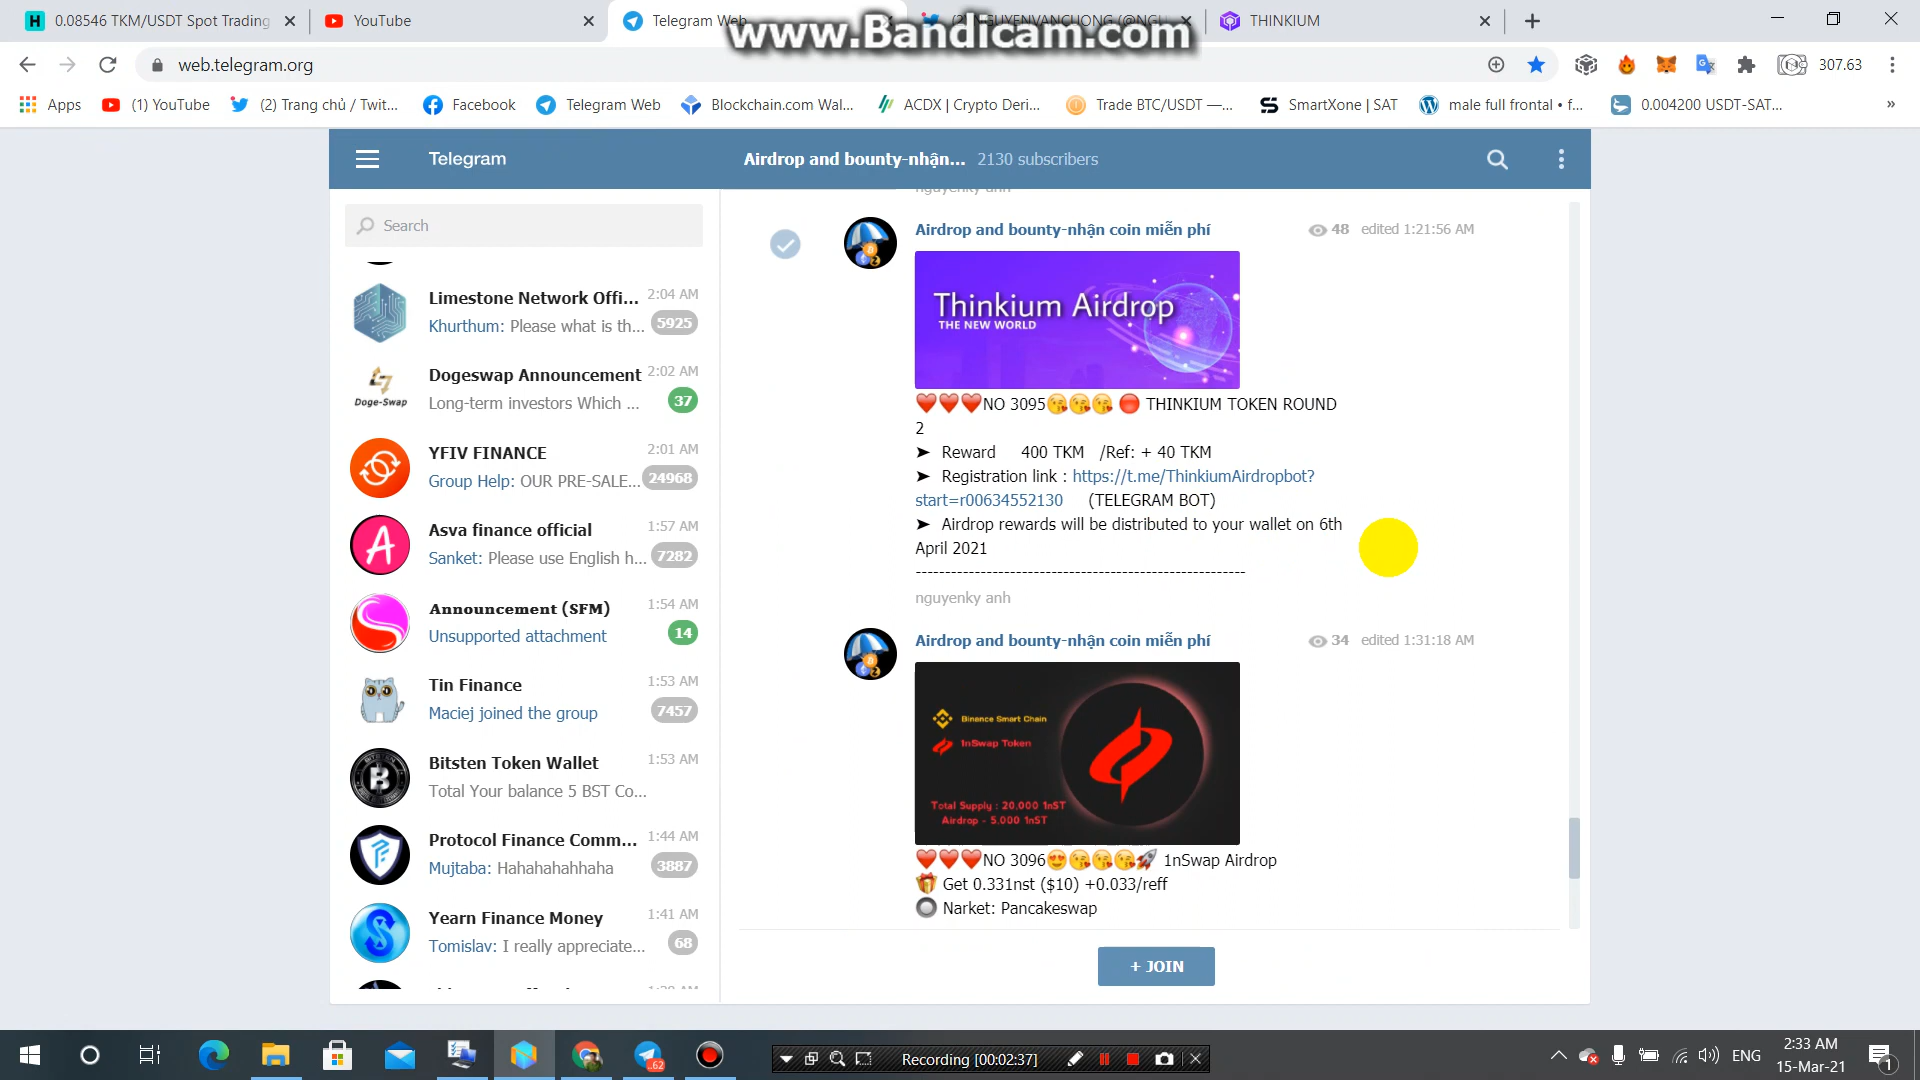 0.08546 TKM/USDT Spot Trading
YouTube
Telegram Web
THINKIUM
www.Bandicam.com
web.telegram.org
307.63
Apps
(1) YouTube
(2) Trang chủ / Twit...
Facebook
Telegram Web
Blockchain.com Wal...
ACDX | Crypto Deri...
Trade BTC/USDT —...
SmartXone | SAT
male full frontal • f...
0.004200 USDT-SAT...
»
Telegram
Airdrop and bounty-nhận... 2130 subscribers
Search
Limestone Network Offi... 2:04 AM
Khurthum: Please what is th... 5925
Dogeswap Announcement 2:02 AM
Long-term investors Which ... 37
Doge-Swap
YFIV FINANCE 2:01 AM
Group Help: OUR PRE-SALE... 24968
Asva finance official 1:57 AM
Sanket: Please use English h... 7282
Announcement (SFM) 1:54 AM
Unsupported attachment 14
Tin Finance 1:53 AM
Maciej joined the group 7457
Bitsten Token Wallet 1:53 AM
Total Your balance 5 BST Co...
Protocol Finance Comm... 1:44 AM
Mujtaba: Hahahahahhaha 3887
Yearn Finance Money 1:41 AM
Tomislav: I really appreciate... 68
nguyenky anh
Airdrop and bounty-nhận coin miễn phí 48 edited 1:21:56 AM
Thinkium Airdrop
THE NEW WORLD
❤️❤️❤️NO 3095😘😘😘 🔴 THINKIUM TOKEN ROUND
2
➤ Reward 400 TKM /Ref: + 40 TKM
➤ Registration link : https://t.me/ThinkiumAirdropbot?
start=r00634552130 (TELEGRAM BOT)
➤ Airdrop rewards will be distributed to your wallet on 6th
April 2021
-------------------------------------------------------
nguyenky anh
Airdrop and bounty-nhận coin miễn phí 34 edited 1:31:18 AM
Binance Smart Chain
1nSwap Token
Total Supply : 20,000 1nST
Airdrop - 5.000 1nST
❤️❤️❤️NO 3096😍😘😘😘🚀 1nSwap Airdrop
🎁 Get 0.331nst ($10) +0.033/reff
🔘 Narket: Pancakeswap
+ JOIN
62
Recording [00:02:37]
ENG
2:33 AM
15-Mar-21
1